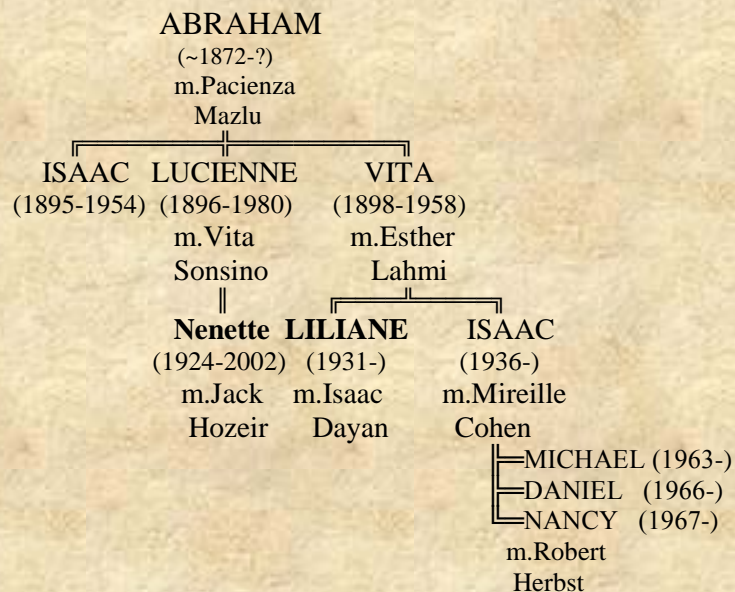 ABRAHAM
(~1872-?)
m.Pacienza
Mazlu
ISAAC LUCIENNE VITA
(1895-1954) (1896-1980) (1898-1958)
m.Vita m.Esther
Sonsino Lahmi
Nenette LILIANE ISAAC
(1924-2002) (1931-) (1936-)
m.Jack m.Isaac m.Mireille
Hozeir Dayan Cohen
MICHAEL (1963-)
DANIEL (1966-)
NANCY (1967-)
m.Robert
Herbst